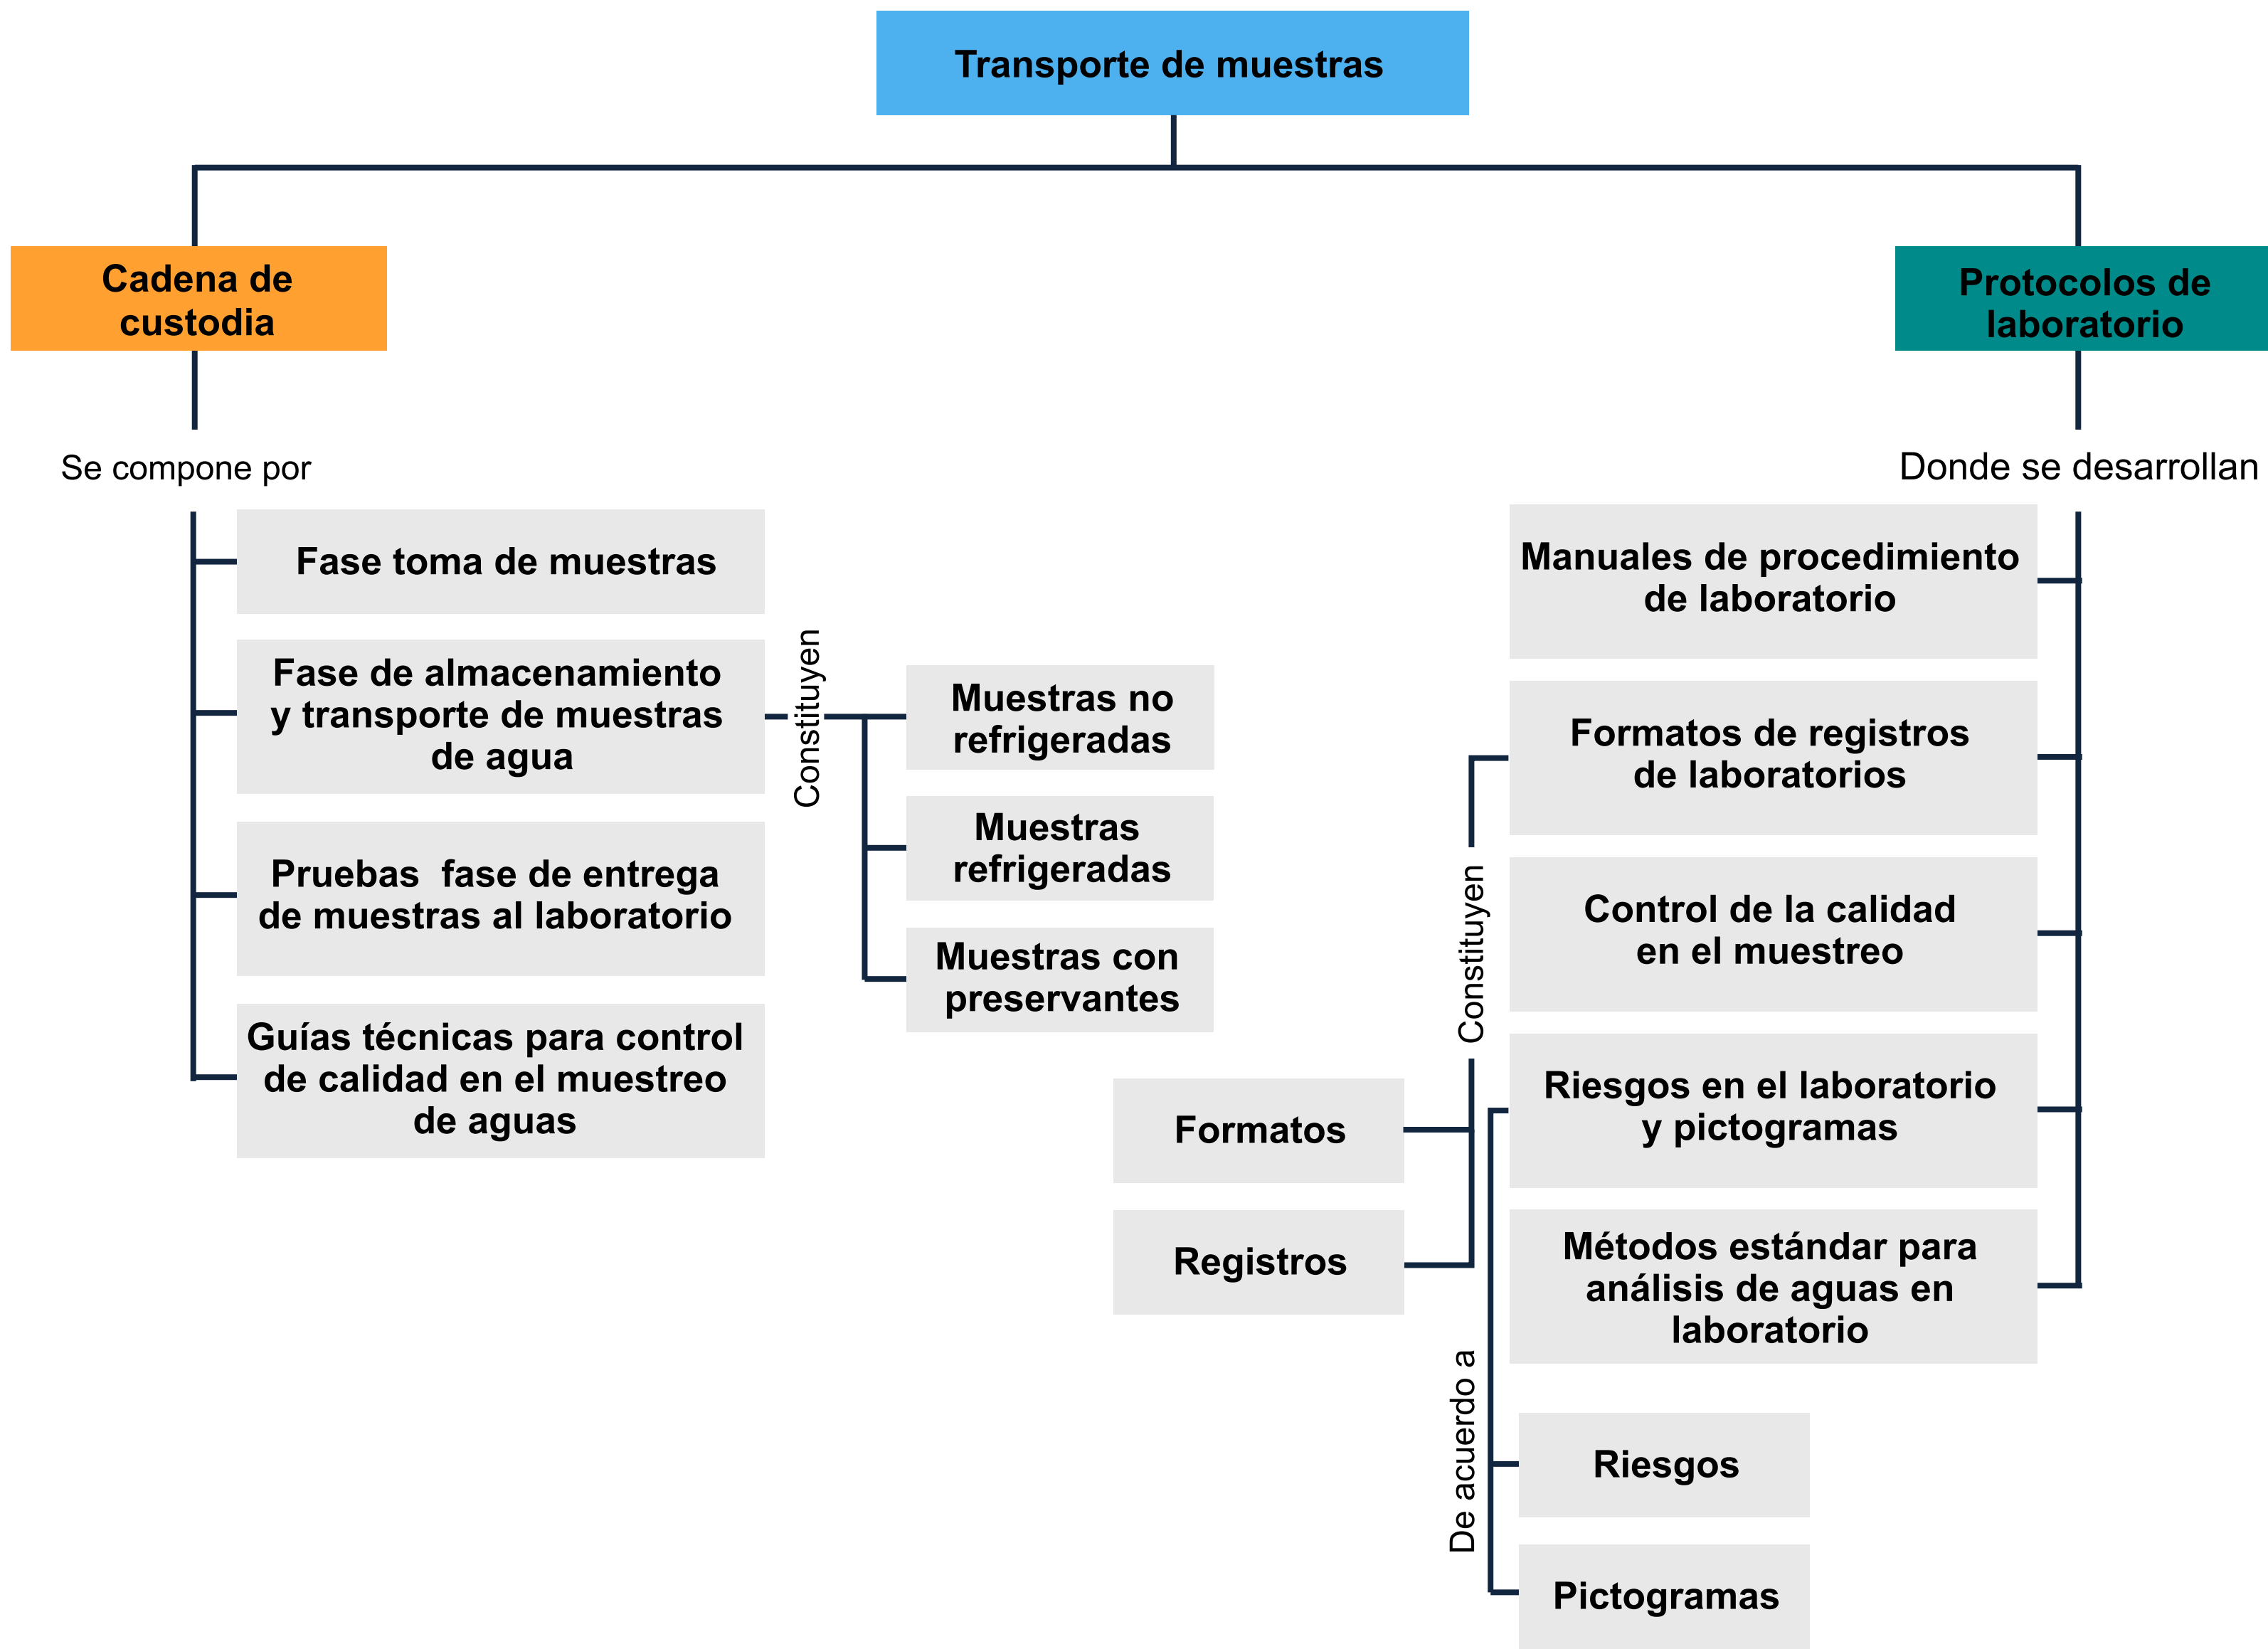 Transporte de muestras
Cadena de
custodia
Se compone por
Fase toma de muestras
Fase de almacenamiento
y transporte de muestras
de agua
Constituyen
Muestras no
refrigeradas
Muestras
refrigeradas
Muestras con
preservantes
Pruebas  fase de entrega
de muestras al laboratorio
Guías técnicas para control
de calidad en el muestreo
de aguas
Protocolos de
laboratorio
Donde se desarrollan
Manuales de procedimiento
de laboratorio
Formatos de registros
de laboratorios
Constituyen
Formatos
Registros
Control de la calidad
en el muestreo
Riesgos en el laboratorio
y pictogramas
De acuerdo a
Riesgos
Pictogramas
Métodos estándar para
análisis de aguas en
laboratorio